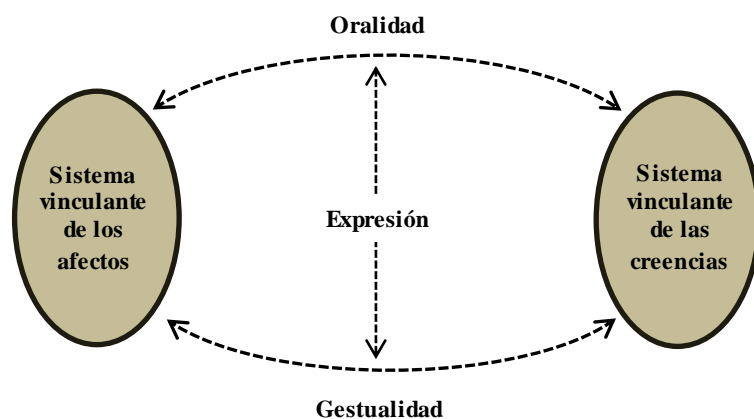 Oralidad
Sistema
vinculante
de los
afectos
Expresión
Sistema
vinculante
de las
creencias
Gestualidad